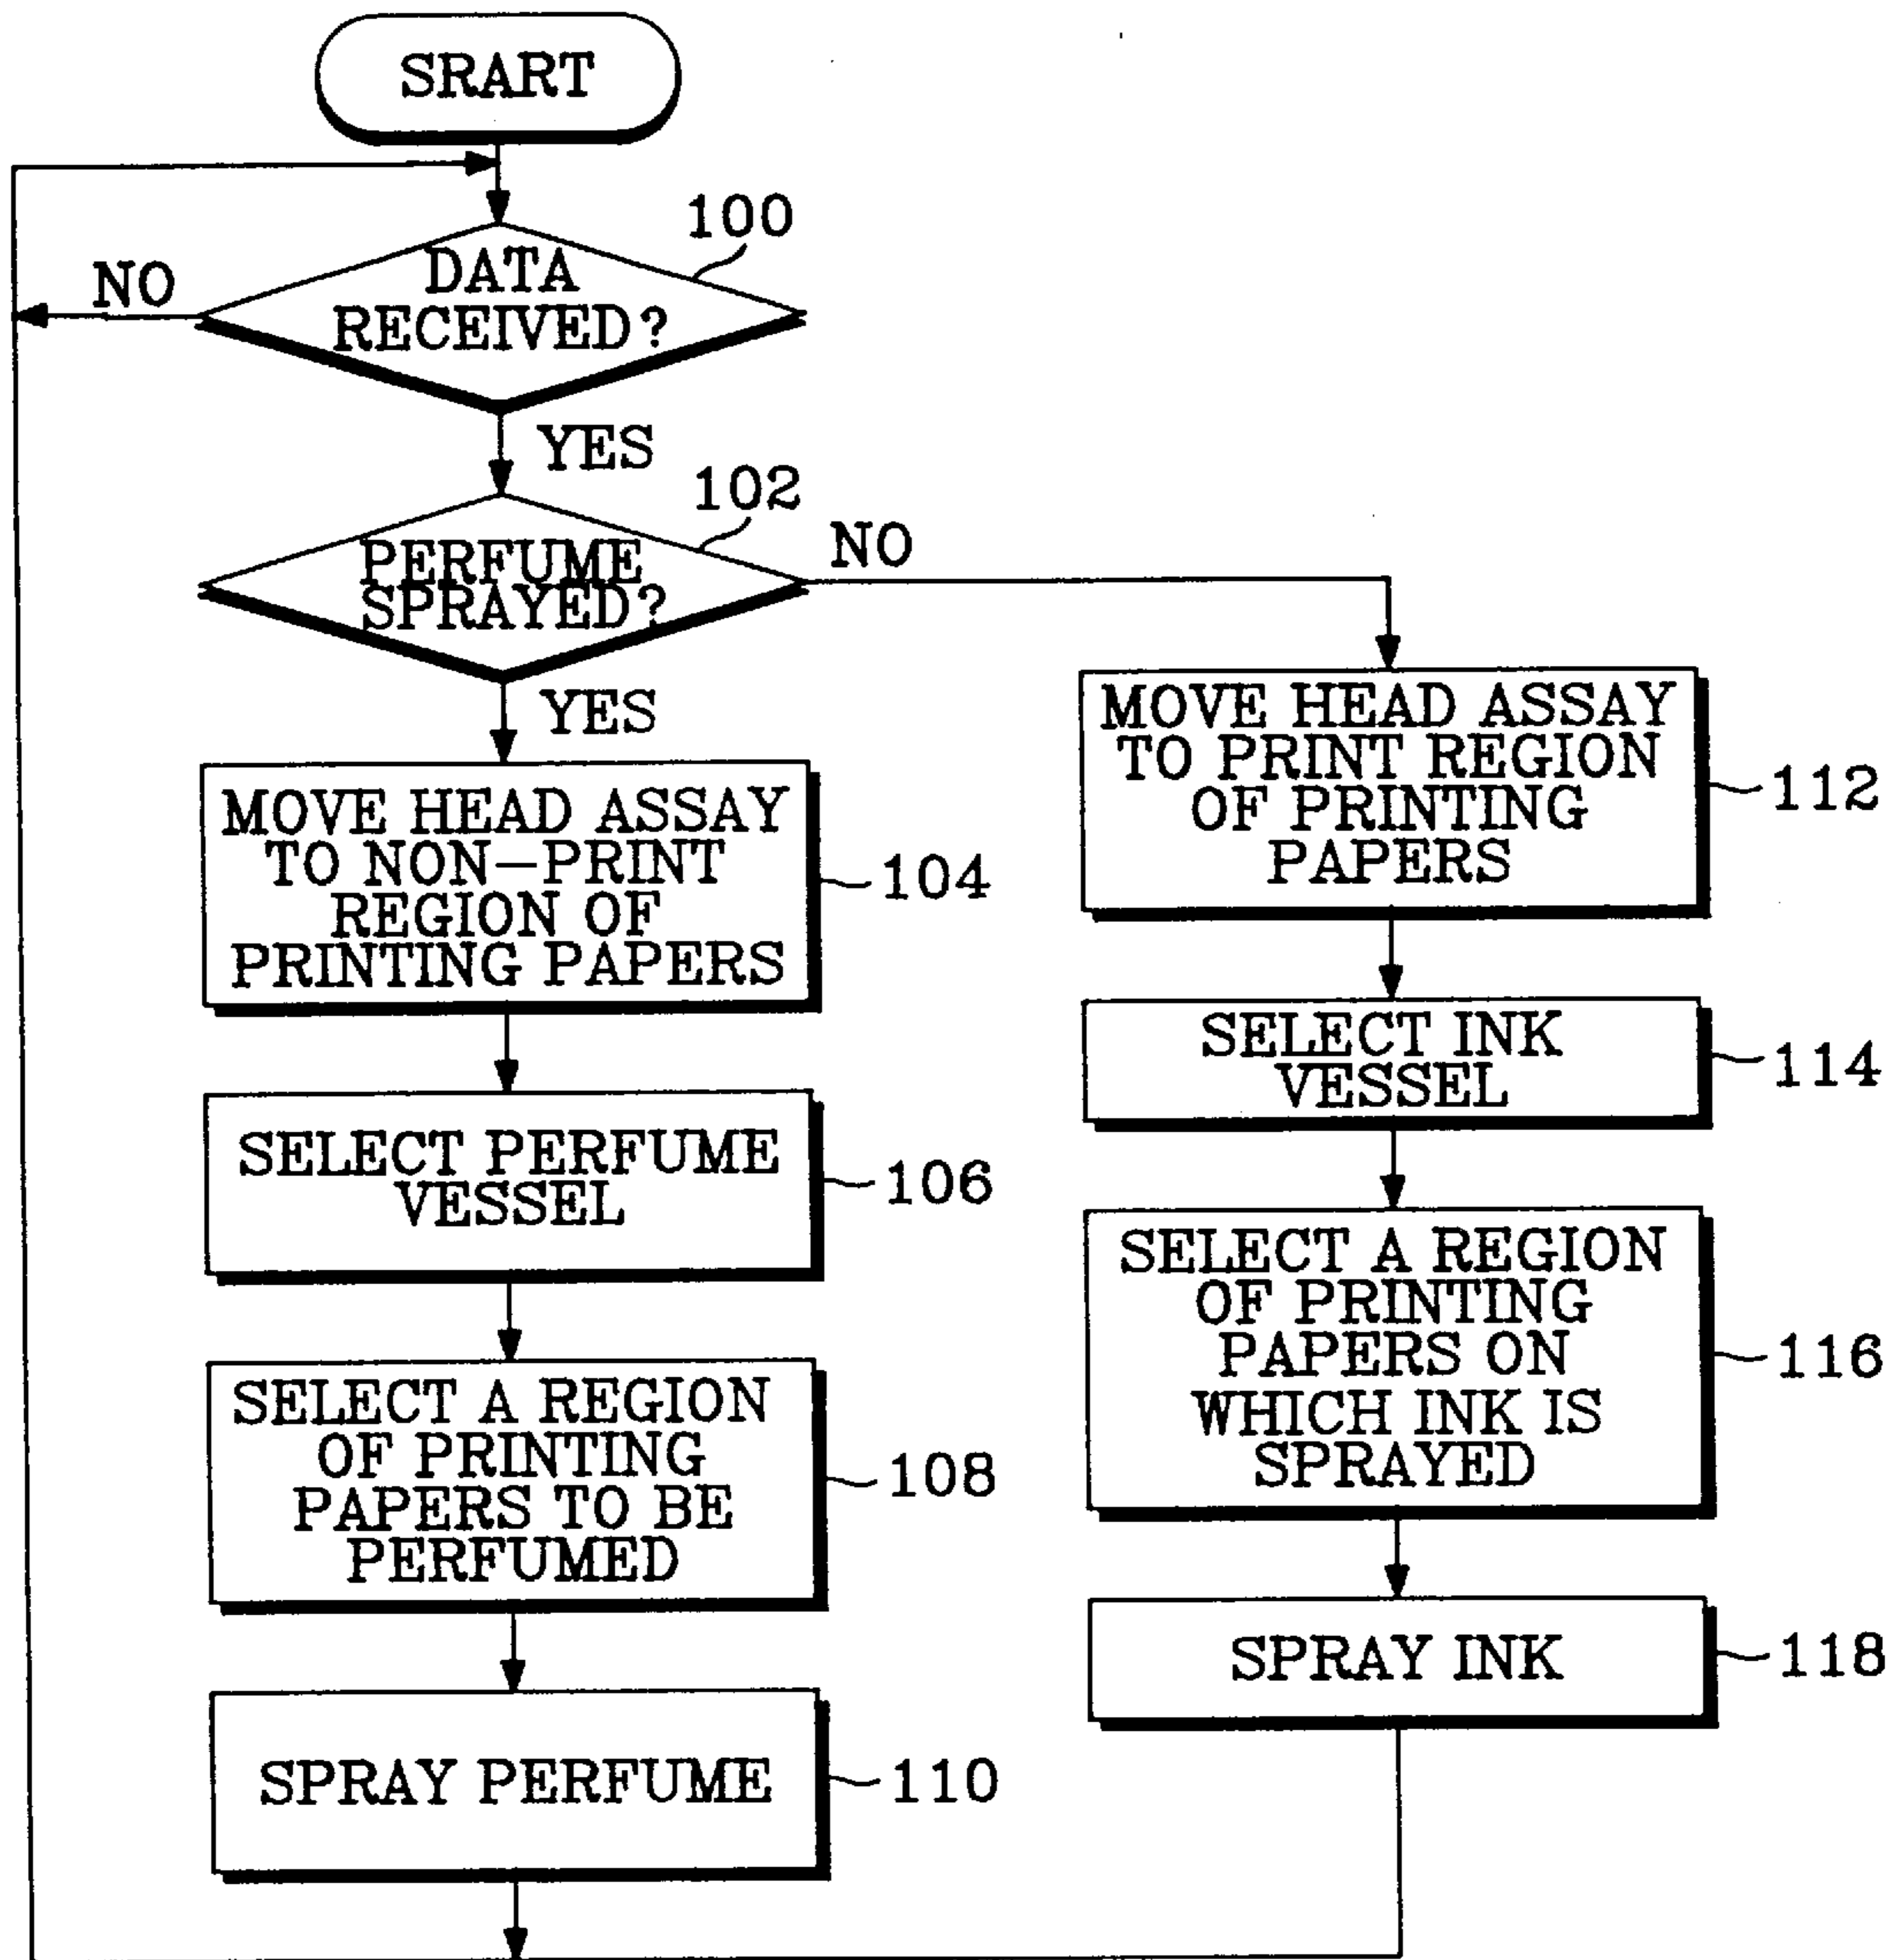 SRART
100
DATA
RECEIVED?
NO
YES
102
PERFUME
SPRAYED?
NO
YES
MOVE HEAD ASSAY
TO NON-PRINT
REGION OF
PRINTING PAPERS
104
SELECT PERFUME
VESSEL
106
SELECT A REGION
OF PRINTING
PAPERS TO BE
PERFUMED
108
SPRAY PERFUME
110
MOVE HEAD ASSAY
TO PRINT REGION
OF PRINTING
PAPERS
112
SELECT INK
VESSEL
114
SELECT A REGION
OF PRINTING
PAPERS ON
WHICH INK IS
SPRAYED
116
SPRAY INK
118